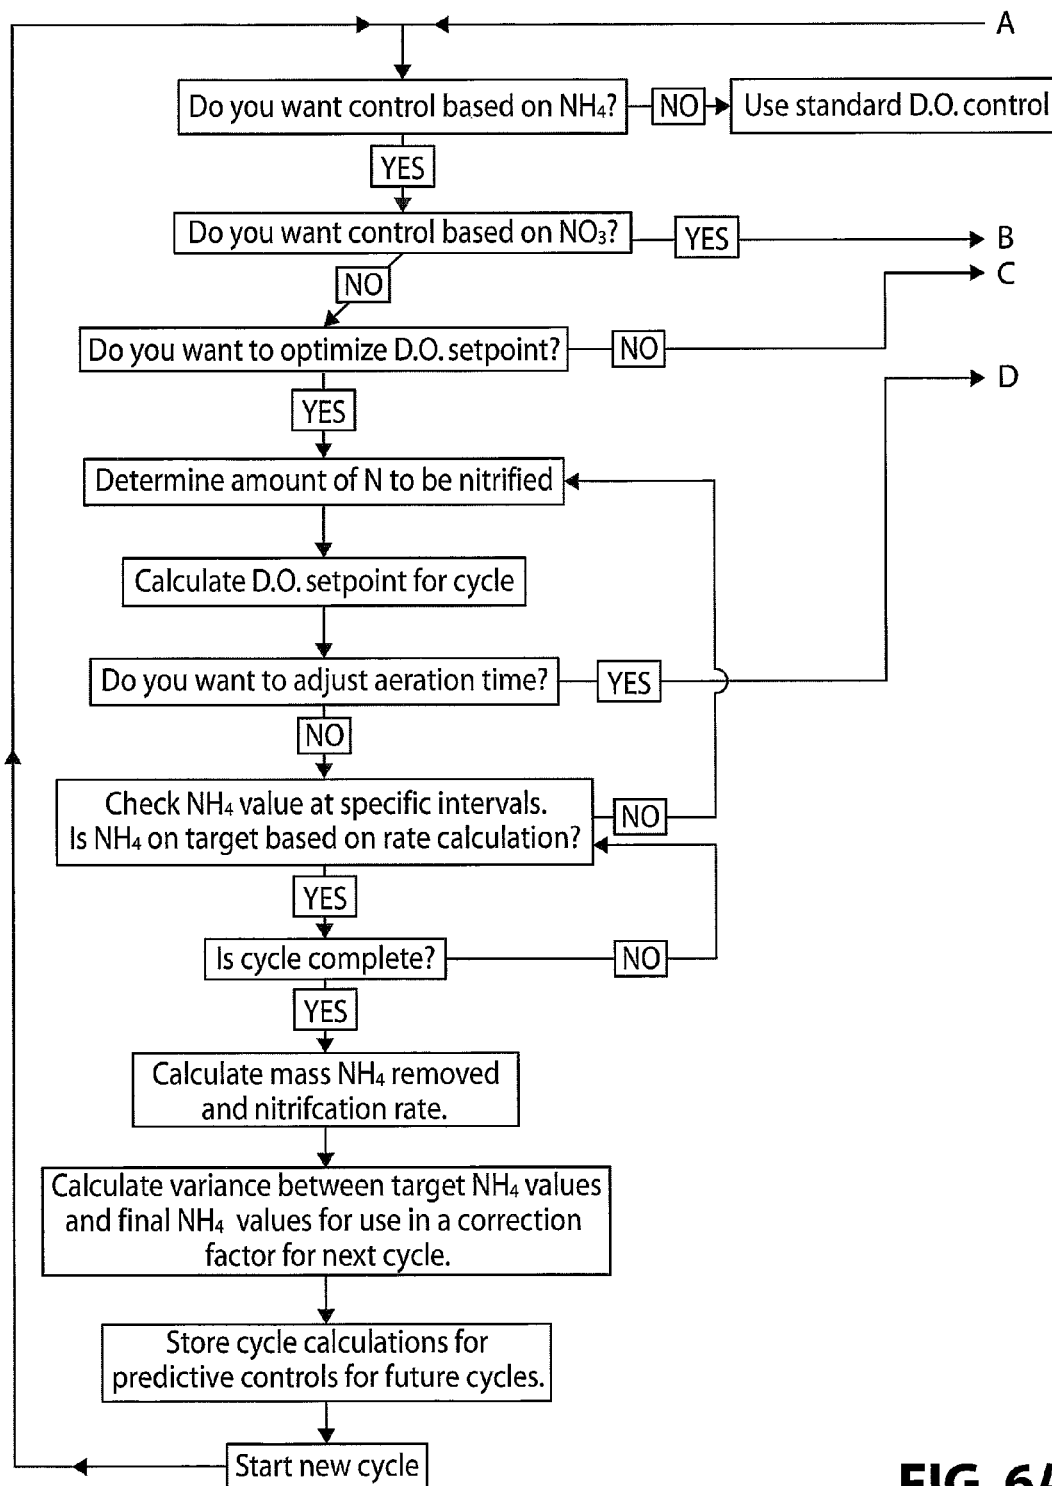 A
Do you want control based on NH₄?
NO
Use standard D.O. control
YES
Do you want control based on NO₃?
YES
B
NO
C
Do you want to optimize D.O. setpoint?
NO
D
YES
Determine amount of N to be nitrified
Calculate D.O. setpoint for cycle
Do you want to adjust aeration time?
YES
NO
Check NH₄ value at specific intervals.
Is NH₄ on target based on rate calculation?
NO
YES
Is cycle complete?
NO
YES
Calculate mass NH₄ removed
and nitrifcation rate.
Calculate variance between target NH₄ values
and final NH₄ values for use in a correction
factor for next cycle.
Store cycle calculations for
predictive controls for future cycles.
Start new cycle
FIG. 6A